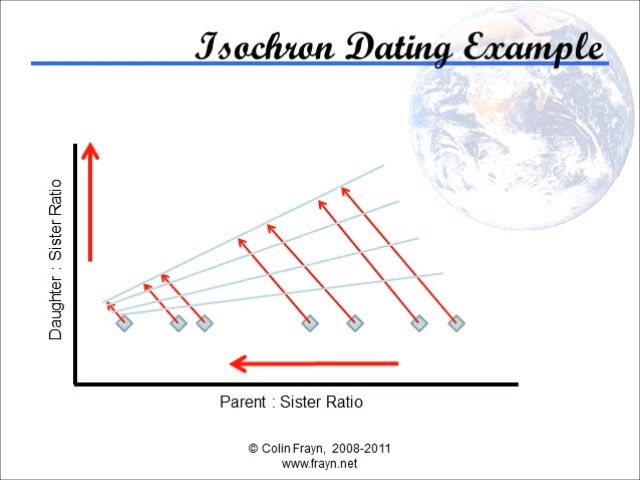 Isochron Dating Example
Daughter : Sister Ratio
Parent : Sister Ratio
© Colin Frayn, 2008-2011
www.frayn.net